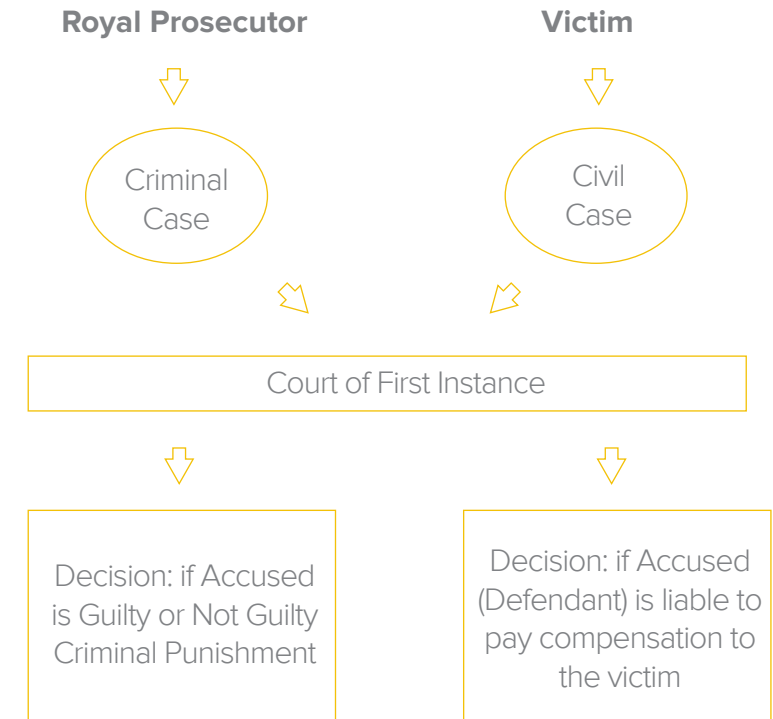 Royal Prosecutor
Victim
Criminal
Case
Civil
Case
Court of First Instance
Decision: if Accused
is Guilty or Not Guilty
Criminal Punishment
Decision: if Accused
(Defendant) is liable to
pay compensation to
the victim